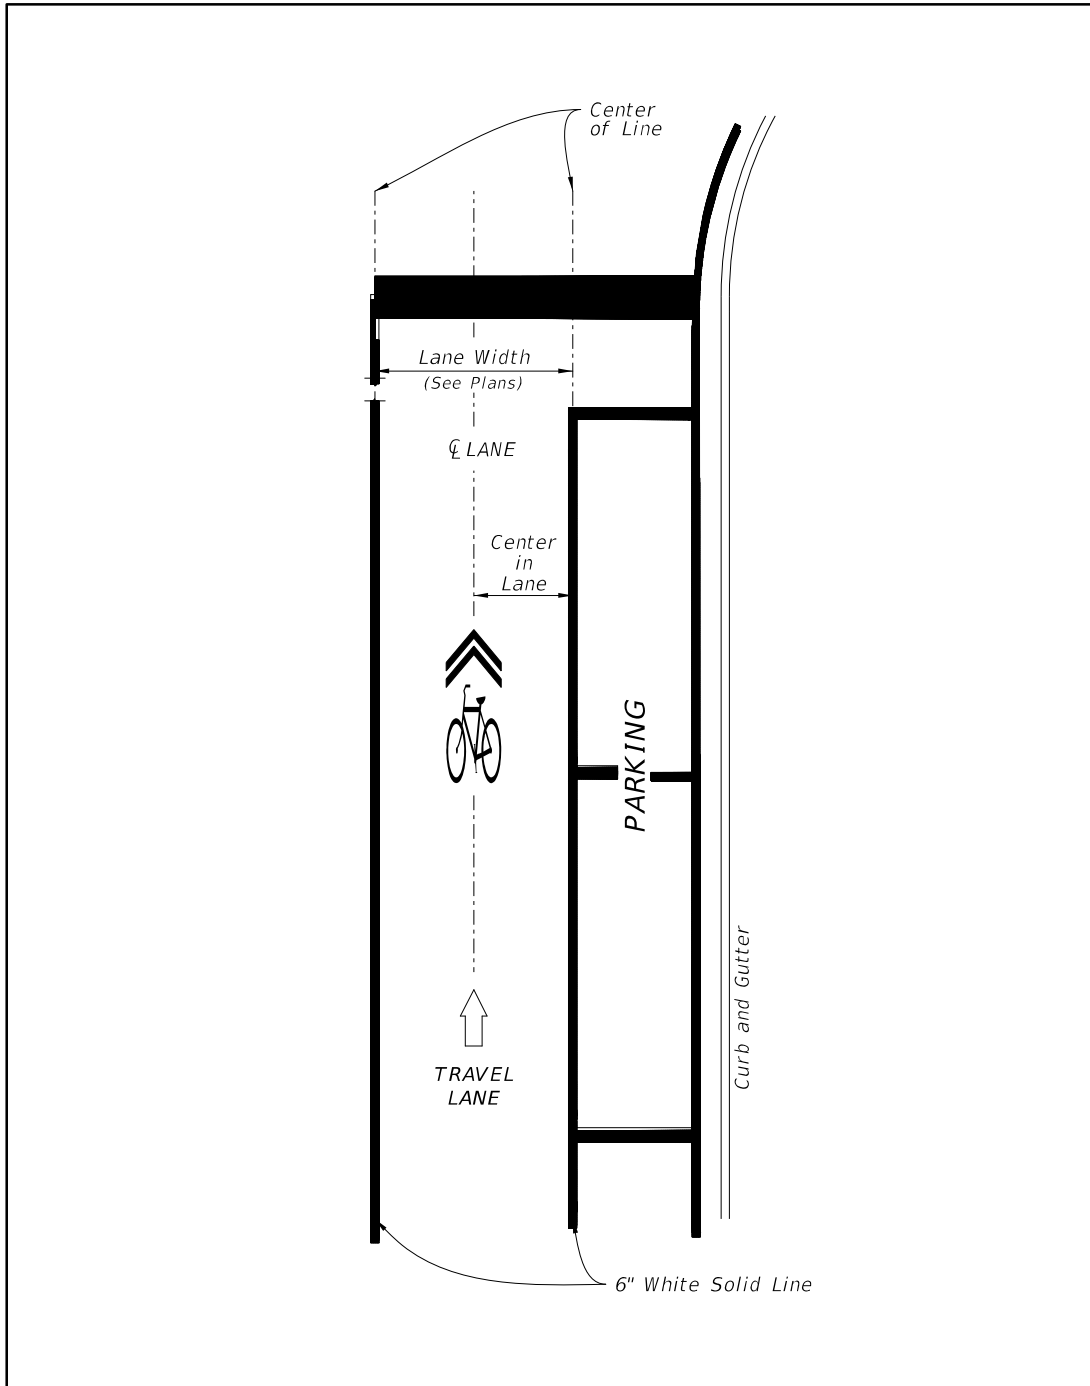 Center
of Line
Lane Width
(See Plans)
℄ LANE
Center
in
Lane
PARKING
Curb and Gutter
TRAVEL
LANE
6" White Solid Line